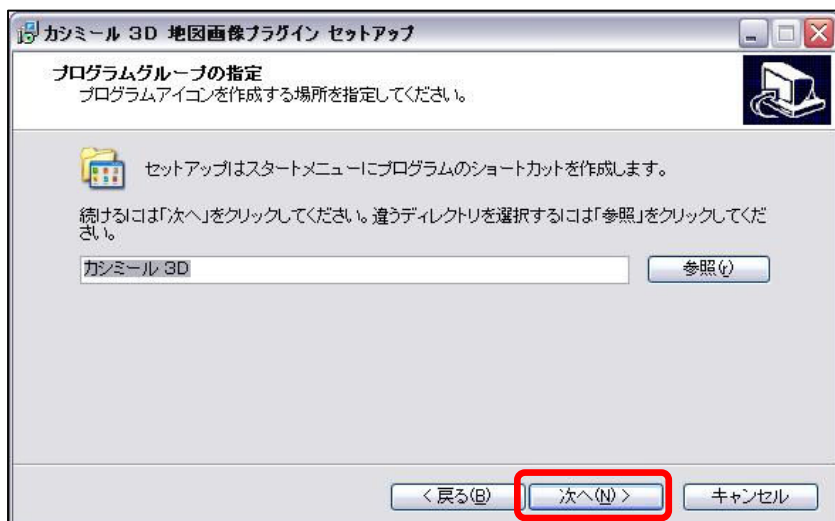 カシミール 3D 地図画像プラグイン セットアップ
プログラムグループの指定
プログラムアイコンを作成する場所を指定してください。
セットアップはスタートメニューにプログラムのショートカットを作成します。
続けるには「次へ」をクリックしてください。違うディレクトリを選択するには「参照」をクリックしてくだ
さい。
カシミール 3D
参照(r)
< 戻る(B)
次へ(N) >
キャンセル